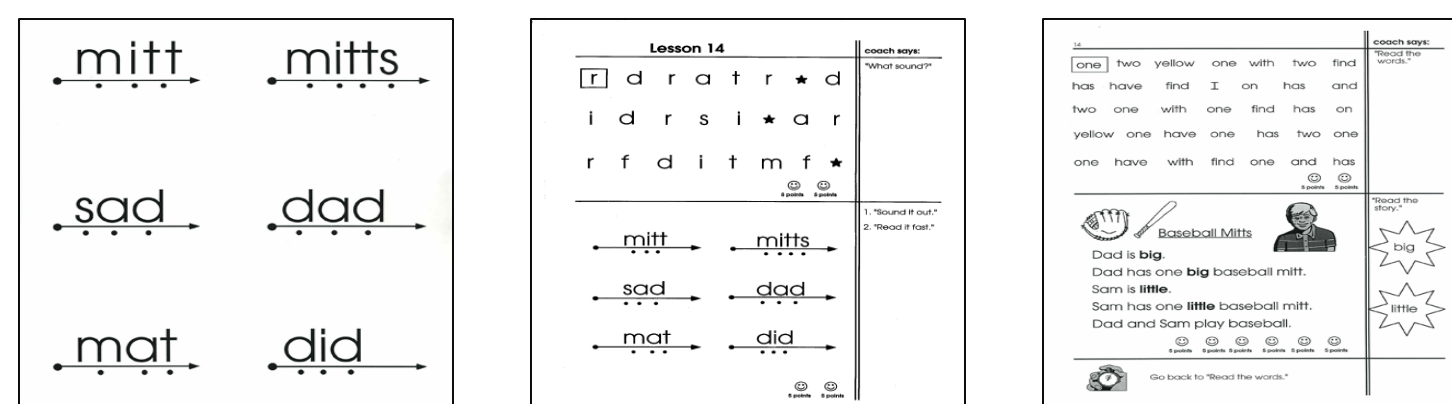 mitt mitts
sad dad
mat did
Lesson 14
coach says:
r d r a t r ★ d
"What sound?"
i d r s i ★ a r
r f d i t m f ★
5 points 5 points
1. "Sound it out."
2. "Read it fast."
mitt mitts
sad dad
mat did
5 points 5 points
14
coach says:
one two yellow one with two find
"Read the
words."
has have find I on has and
two one with one find has on
yellow one have one has two one
one have with find one and has
5 points 5 points
"Read the
story."
Baseball Mitts
Dad is big.
Dad has one big baseball mitt.
Sam is little.
Sam has one little baseball mitt.
Dad and Sam play baseball.
big
little
5 points 5 points 5 points 5 points 5 points 5 points
Go back to "Read the words."